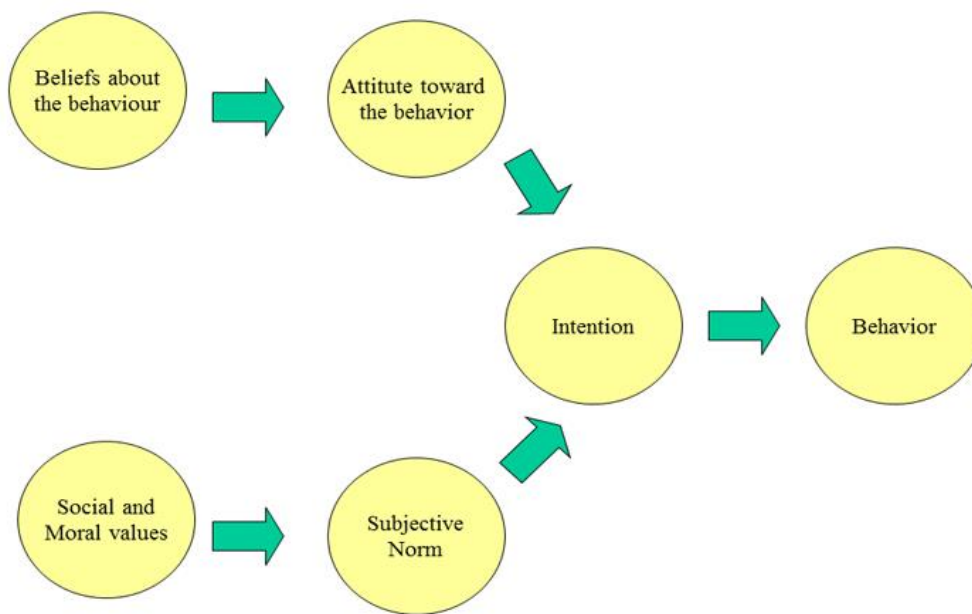 Beliefs about
the behaviour
Attitute toward
the behavior
Intention
Behavior
Social and
Moral values
Subjective
Norm